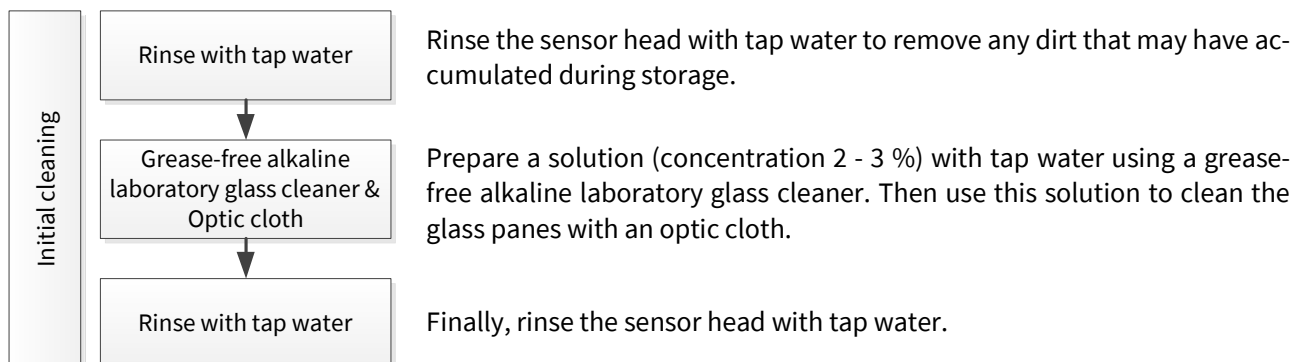 Initial cleaning
Rinse with tap water
Rinse the sensor head with tap water to remove any dirt that may have ac-
cumulated during storage.
Grease-free alkaline
laboratory glass cleaner &
Optic cloth
Prepare a solution (concentration 2 - 3 %) with tap water using a grease-
free alkaline laboratory glass cleaner. Then use this solution to clean the
glass panes with an optic cloth.
Rinse with tap water
Finally, rinse the sensor head with tap water.